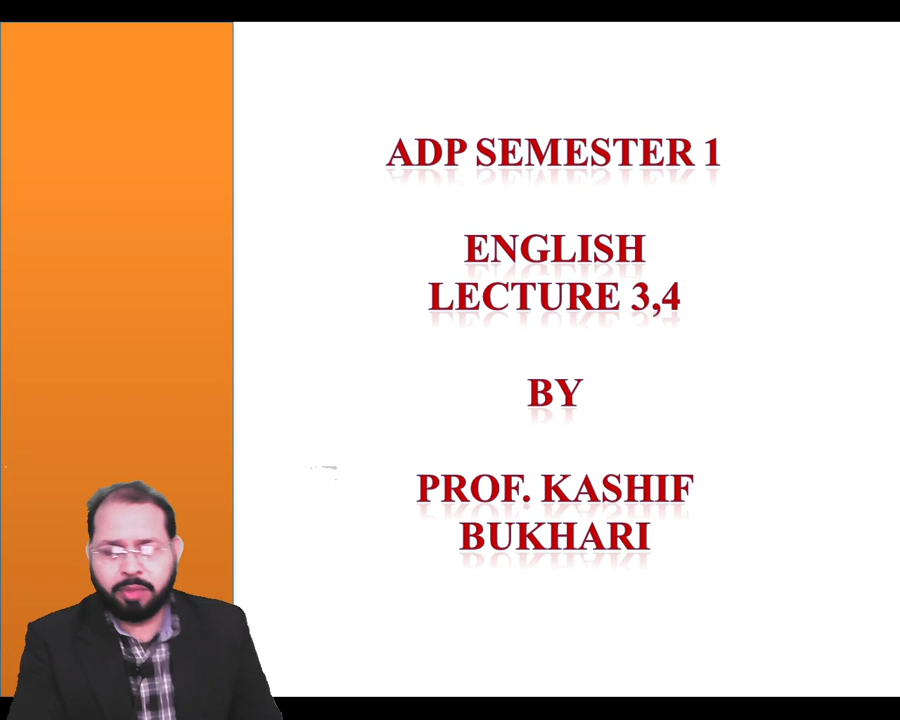 ADP SEMESTER 1
ENGLISH
LECTURE 3,4
BY
PROF. KASHIF
BUKHARI